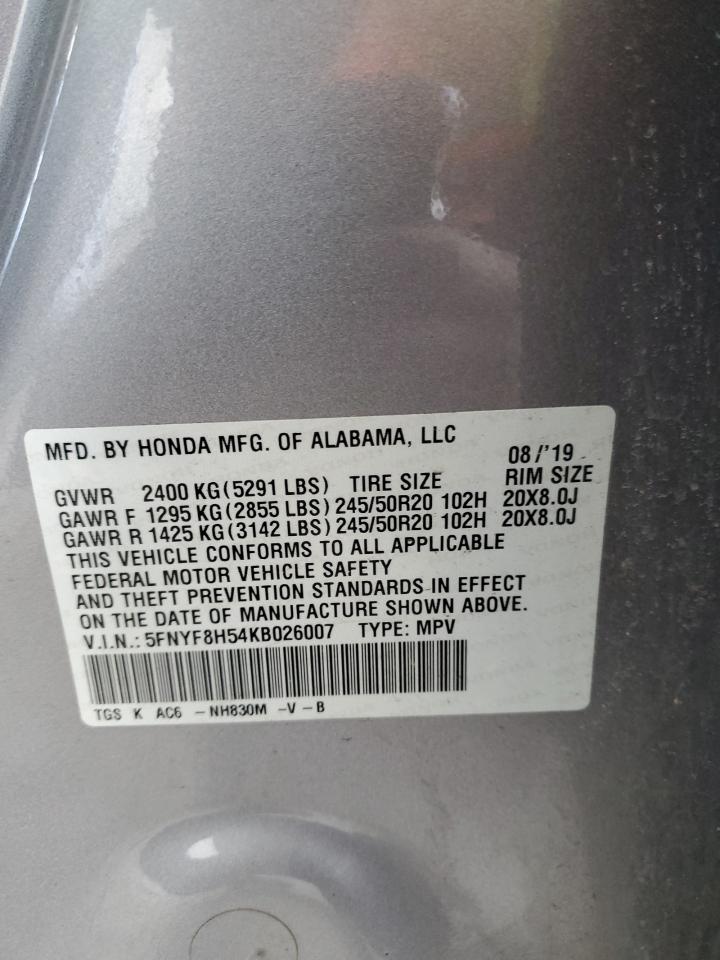 MFD. BY HONDA MFG. OF ALABAMA, LLC 08/'19
GVWR 2400 KG(5291 LBS) TIRE SIZE RIM SIZE
GAWR F 1295 KG(2855 LBS)245/50R20 102H 20X8.0J
GAWR R 1425 KG(3142 LBS)245/50R20 102H 20X8.0J
THIS VEHICLE CONFORMS TO ALL APPLICABLE
FEDERAL MOTOR VEHICLE SAFETY
AND THEFT PREVENTION STANDARDS IN EFFECT
ON THE DATE OF MANUFACTURE SHOWN ABOVE.
V.I.N.: 5FNYF8H54KB026007 TYPE: MPV
TGS K AC6 -NH830M -V -B